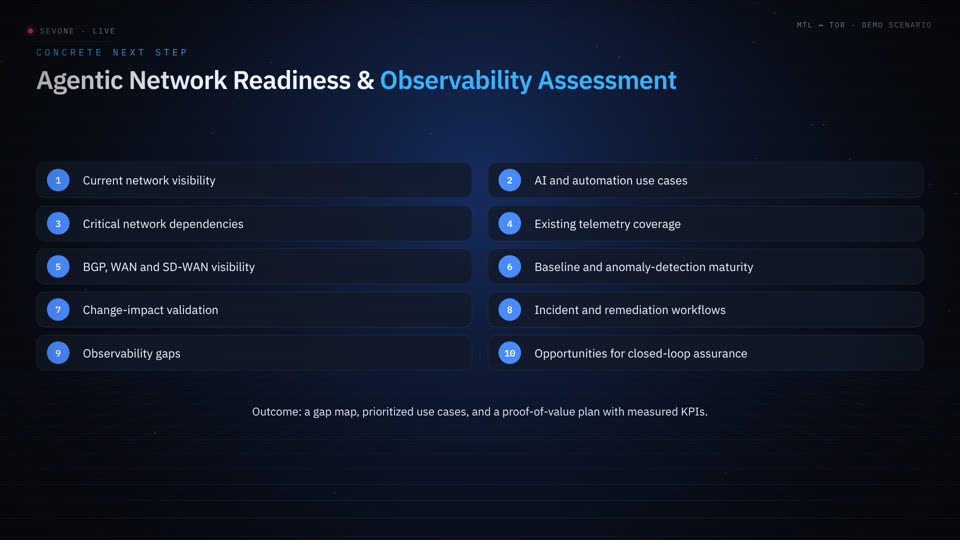 SEVONE · LIVE
MTL ↔ TOR · DEMO SCENARIO
CONCRETE NEXT STEP
Agentic Network Readiness & Observability Assessment
1 Current network visibility
2 AI and automation use cases
3 Critical network dependencies
4 Existing telemetry coverage
5 BGP, WAN and SD-WAN visibility
6 Baseline and anomaly-detection maturity
7 Change-impact validation
8 Incident and remediation workflows
9 Observability gaps
10 Opportunities for closed-loop assurance
Outcome: a gap map, prioritized use cases, and a proof-of-value plan with measured KPIs.